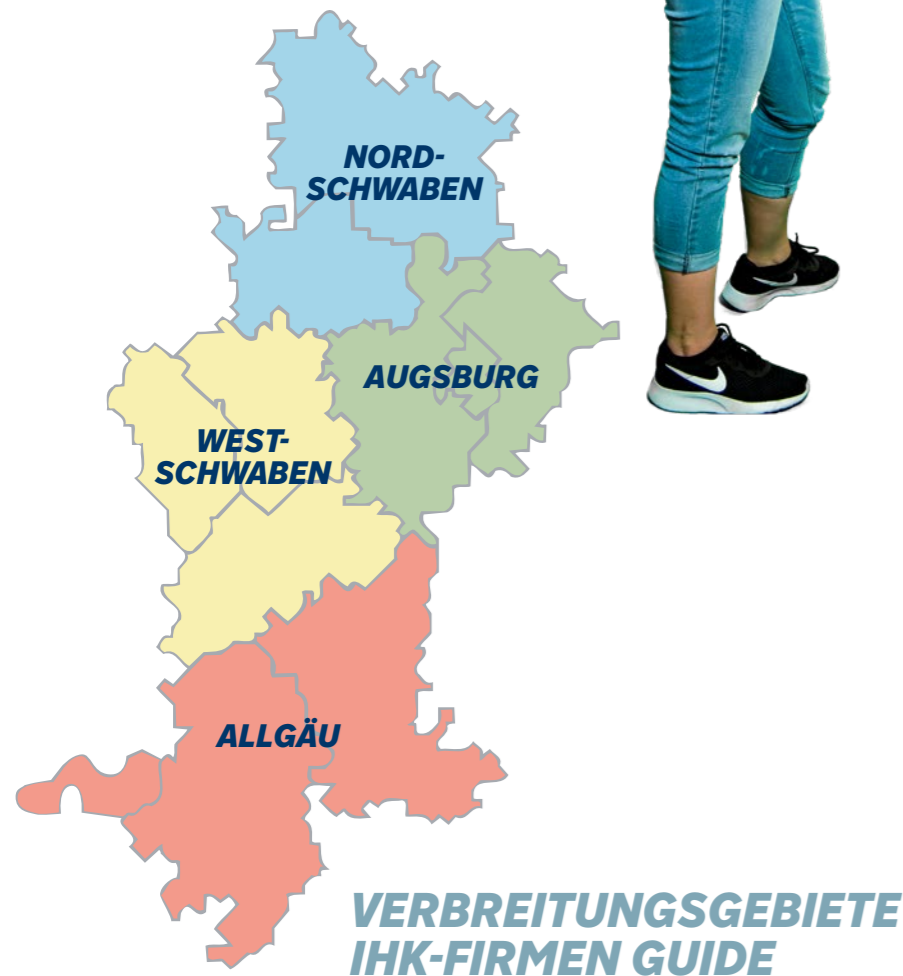 NORD-
SCHWABEN
AUGSBURG
WEST-
SCHWABEN
ALLGÄU
VERBREITUNGSGEBIETE
IHK-FIRMEN GUIDE